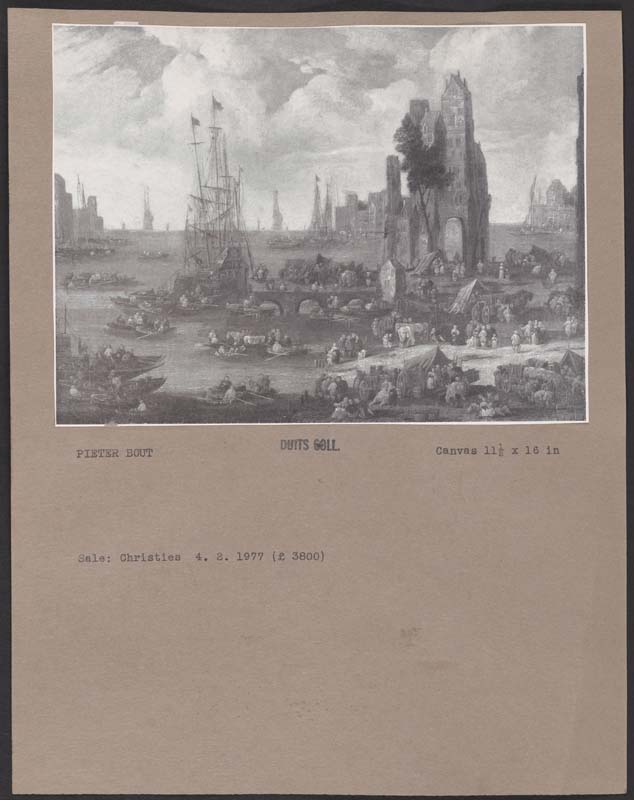 PIETER BOUT
DUITS COLL.
Canvas 11½ x 16 in
Sale: Christies 4. 2. 1977 (£ 3800)